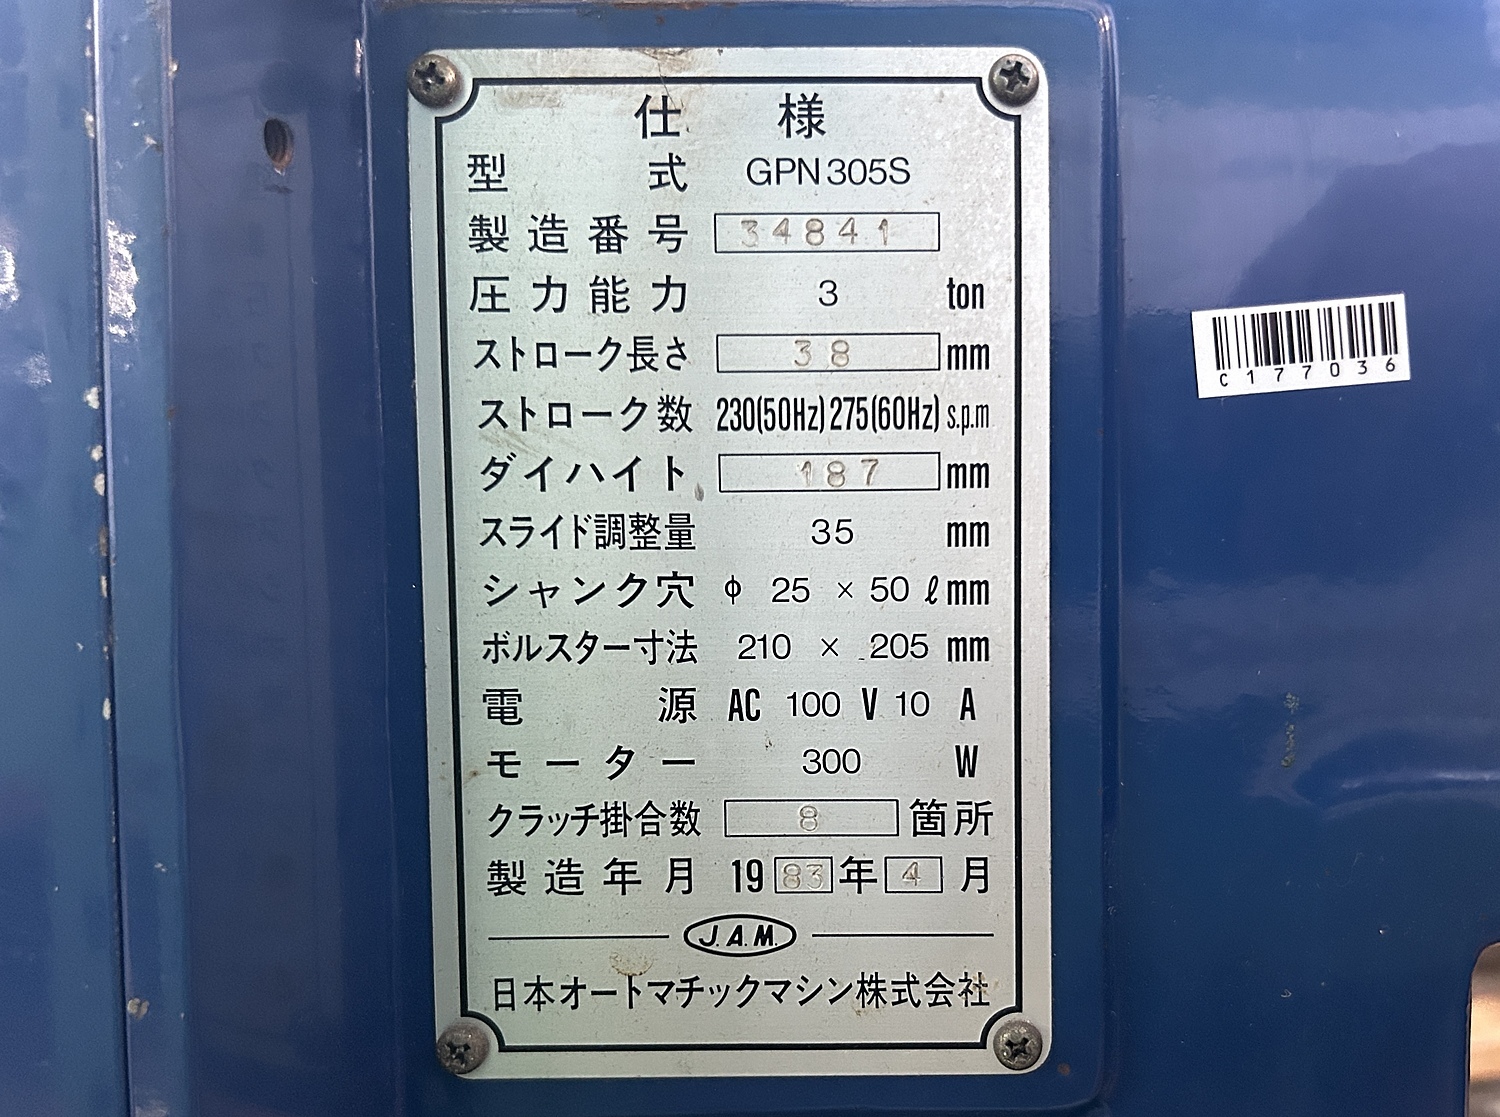 仕様
型式 GPN305S
製造番号 34841
圧力能力 3 ton
ストローク長さ 38 mm
ストローク数 230(50Hz)275(60Hz) s.p.m
ダイハイト 187 mm
スライド調整量 35 mm
シャンク穴 φ 25 × 50 ℓ mm
ボルスター寸法 210 × 205 mm
電源 AC 100 V 10 A
モーター 300 W
クラッチ掛合数 8 箇所
製造年月 1983年4月
J.A.M.
日本オートマチックマシン株式会社
C177036